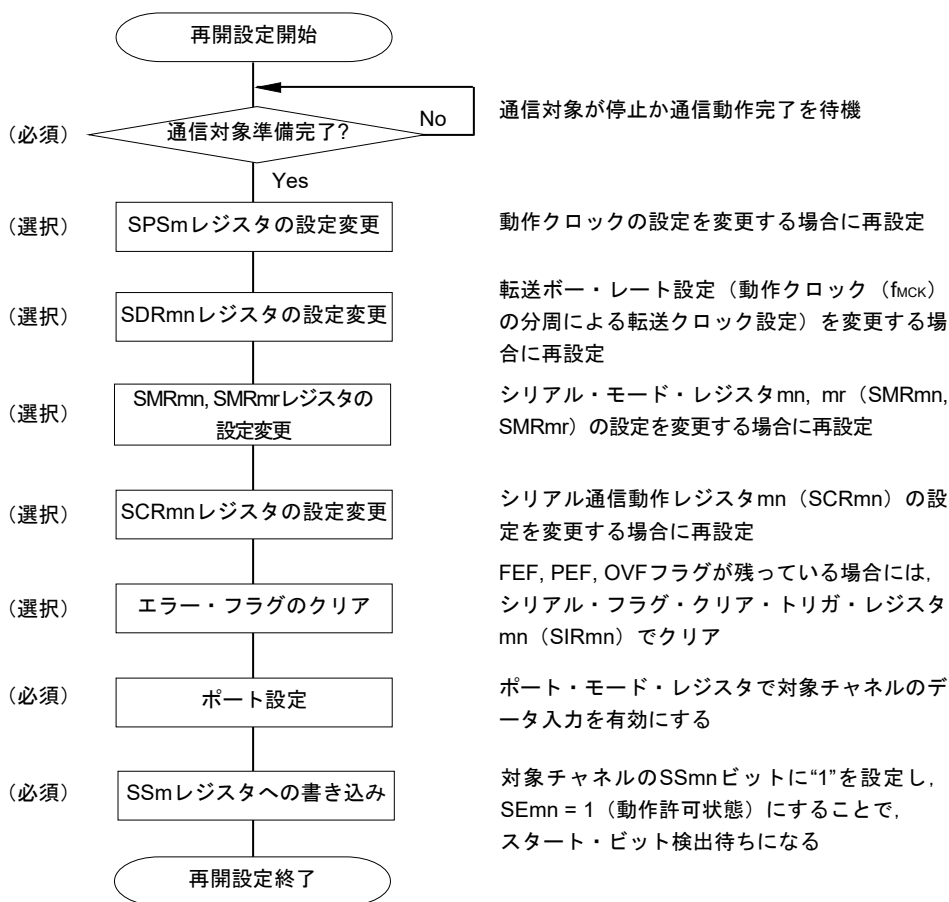 再開設定開始
(必須)
通信対象準備完了?
No
通信対象が停止か通信動作完了を待機
Yes
(選択)
SPSmレジスタの設定変更
動作クロックの設定を変更する場合に再設定
(選択)
SDRmnレジスタの設定変更
転送ボー・レート設定（動作クロック（fMCK）
の分周による転送クロック設定）を変更する場
合に再設定
(選択)
SMRmn, SMRmrレジスタの
設定変更
シリアル・モード・レジスタmn, mr（SMRmn,
SMRmr）の設定を変更する場合に再設定
(選択)
SCRmnレジスタの設定変更
シリアル通信動作レジスタmn（SCRmn）の設
定を変更する場合に再設定
(選択)
エラー・フラグのクリア
FEF, PEF, OVFフラグが残っている場合には,
シリアル・フラグ・クリア・トリガ・レジスタ
mn（SIRmn）でクリア
(必須)
ポート設定
ポート・モード・レジスタで対象チャネルのデ
ータ入力を有効にする
(必須)
SSmレジスタへの書き込み
対象チャネルのSSmnビットに“1”を設定し,
SEmn = 1（動作許可状態）にすることで,
スタート・ビット検出待ちになる
再開設定終了